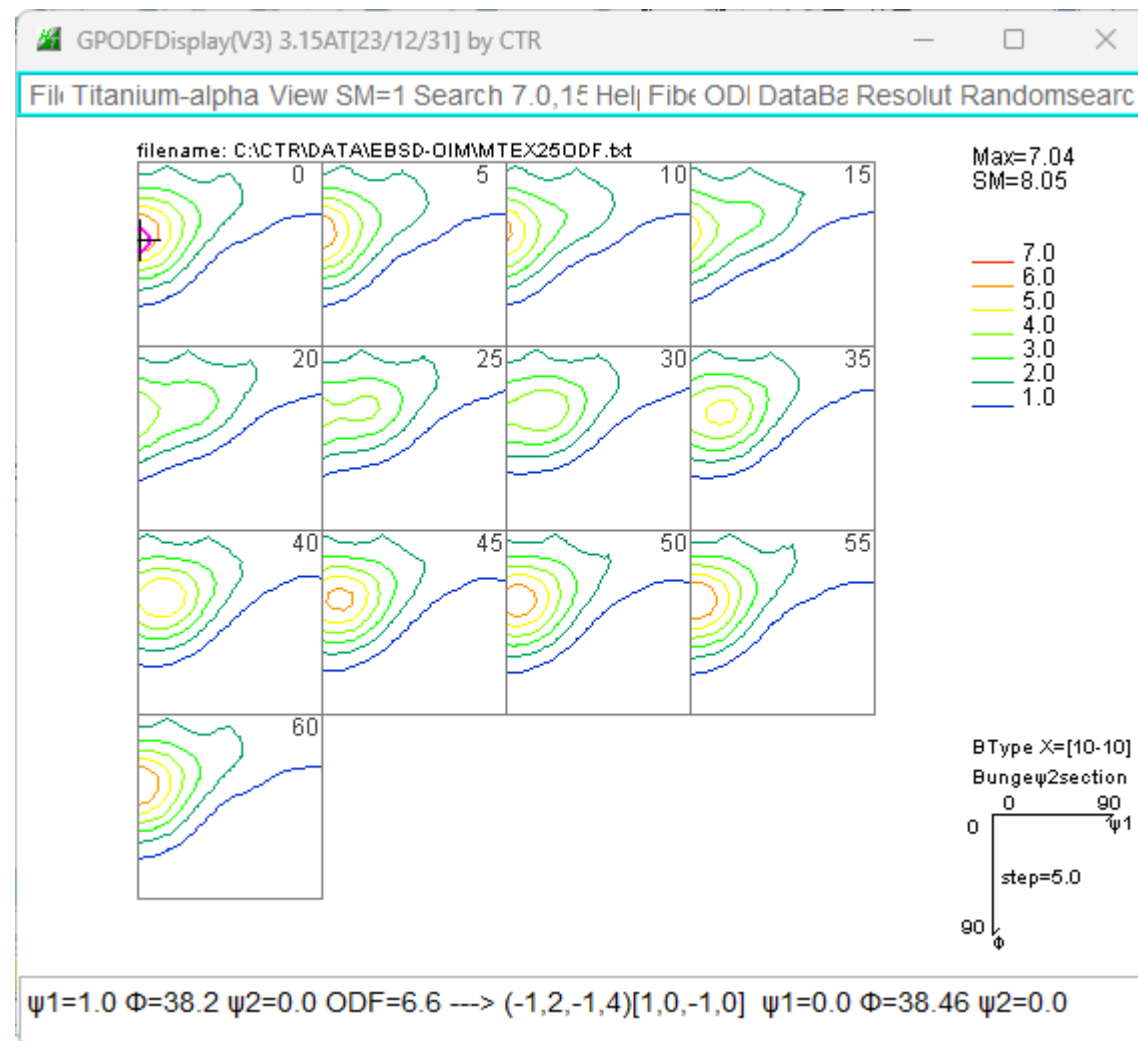 GPODFDisplay(V3) 3.15AT[23/12/31] by CTR
Fil Titanium-alpha View SM=1 Search 7.0,15 Hel Fibe ODI DataBa Resolut Randomsearc
filename: C:\CTR\DATA\EBSD-OIM\MTEX25ODF.txt
Max=7.04
SM=8.05
0 5 10 15
7.0
6.0
5.0
4.0
3.0
2.0
1.0
20 25 30 35
40 45 50 55
60
BType X=[10-10]
Bungeψ2section
0 90
0 ψ1
step=5.0
90
Φ
ψ1=1.0 Φ=38.2 ψ2=0.0 ODF=6.6 ---> (-1,2,-1,4)[1,0,-1,0] ψ1=0.0 Φ=38.46 ψ2=0.0